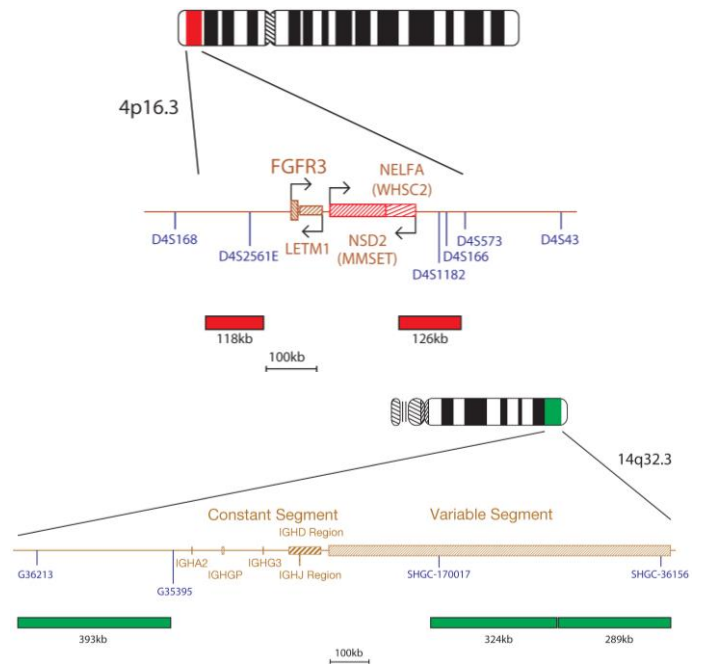 4p16.3
FGFR3
NELFA
(WHSC2)
D4S168
D4S2561E
LETM1
NSD2
(MMSET)
D4S1182
D4S166
D4S573
D4S43
118kb
126kb
100kb
14q32.3
Constant Segment
Variable Segment
IGHD Region
G36213
G35395
IGHA2
IGHGP
IGHG3
IGHJ Region
SHGC-170017
SHGC-36156
393kb
324kb
289kb
100kb